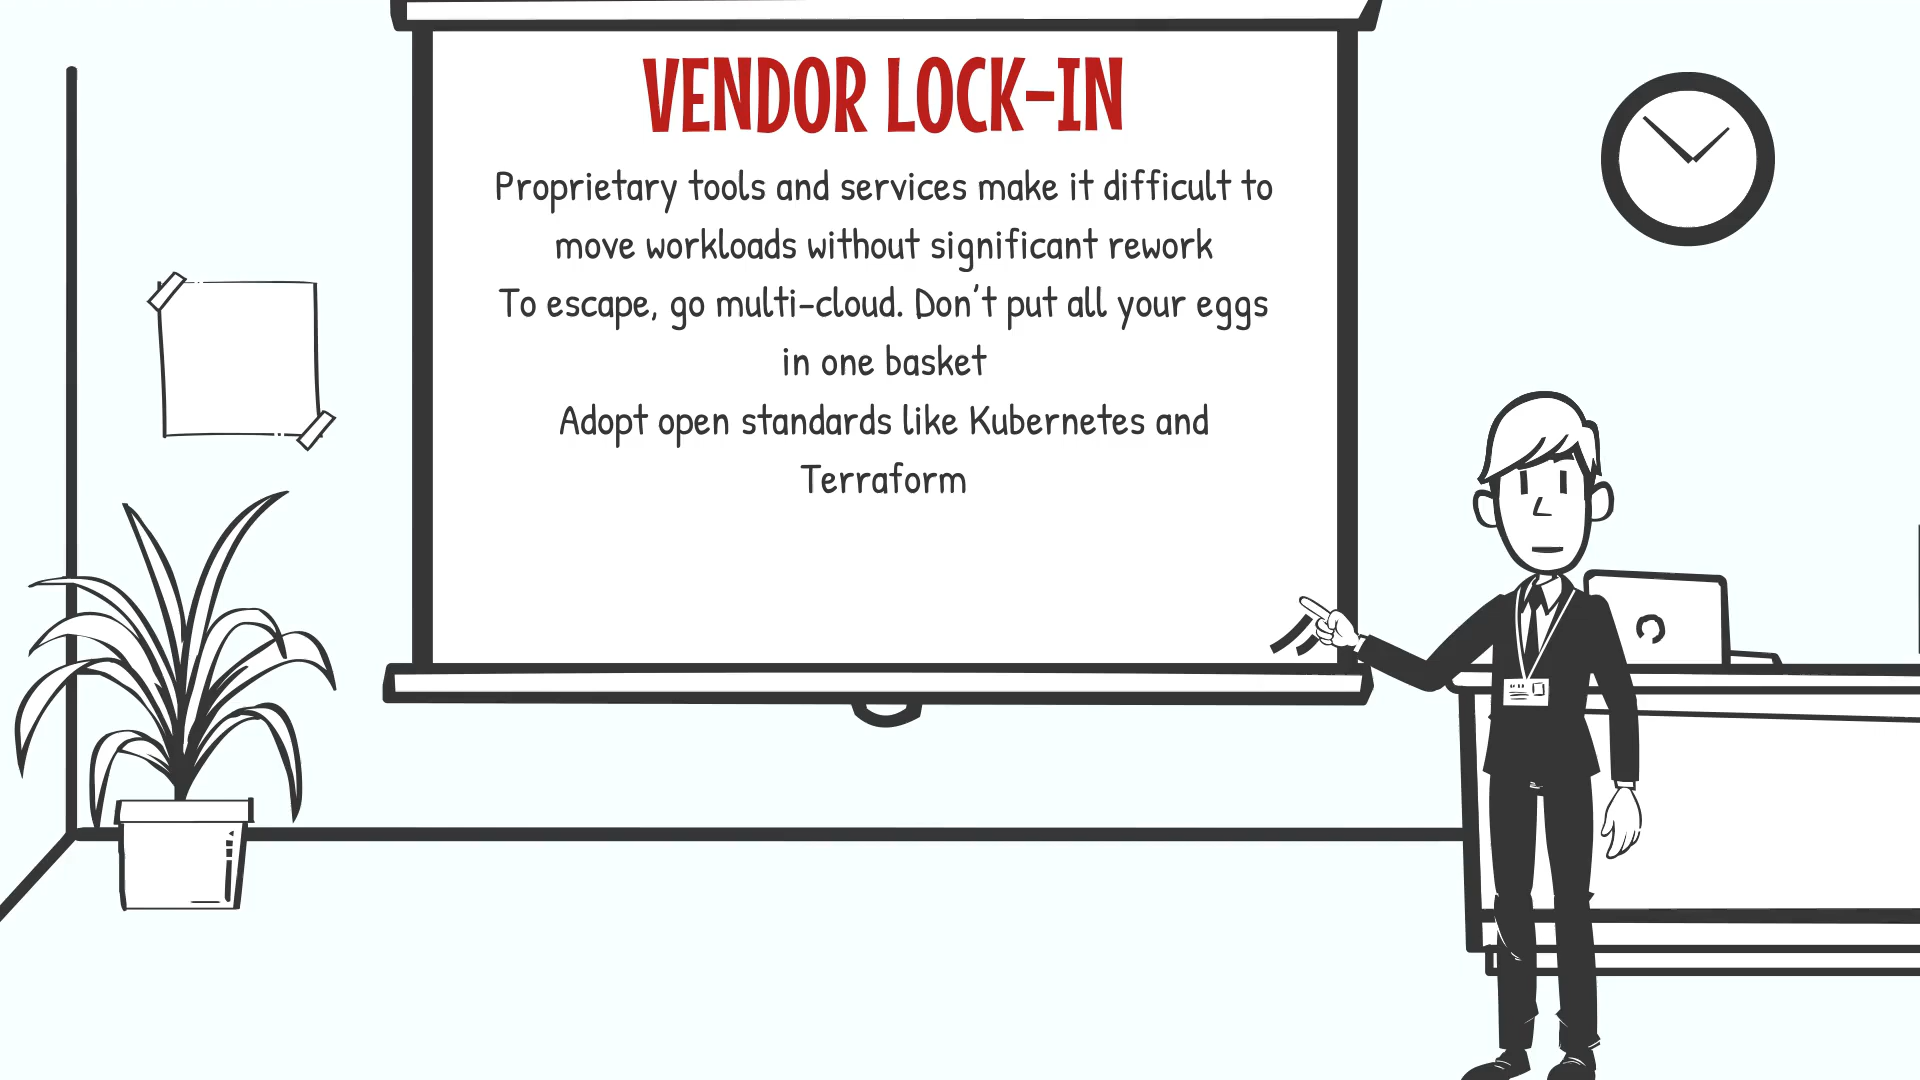 VENDOR LOCK-IN
Proprietary tools and services make it difficult to
move workloads without significant rework
To escape, go multi-cloud. Don't put all your eggs
in one basket
Adopt open standards like Kubernetes and
Terraform